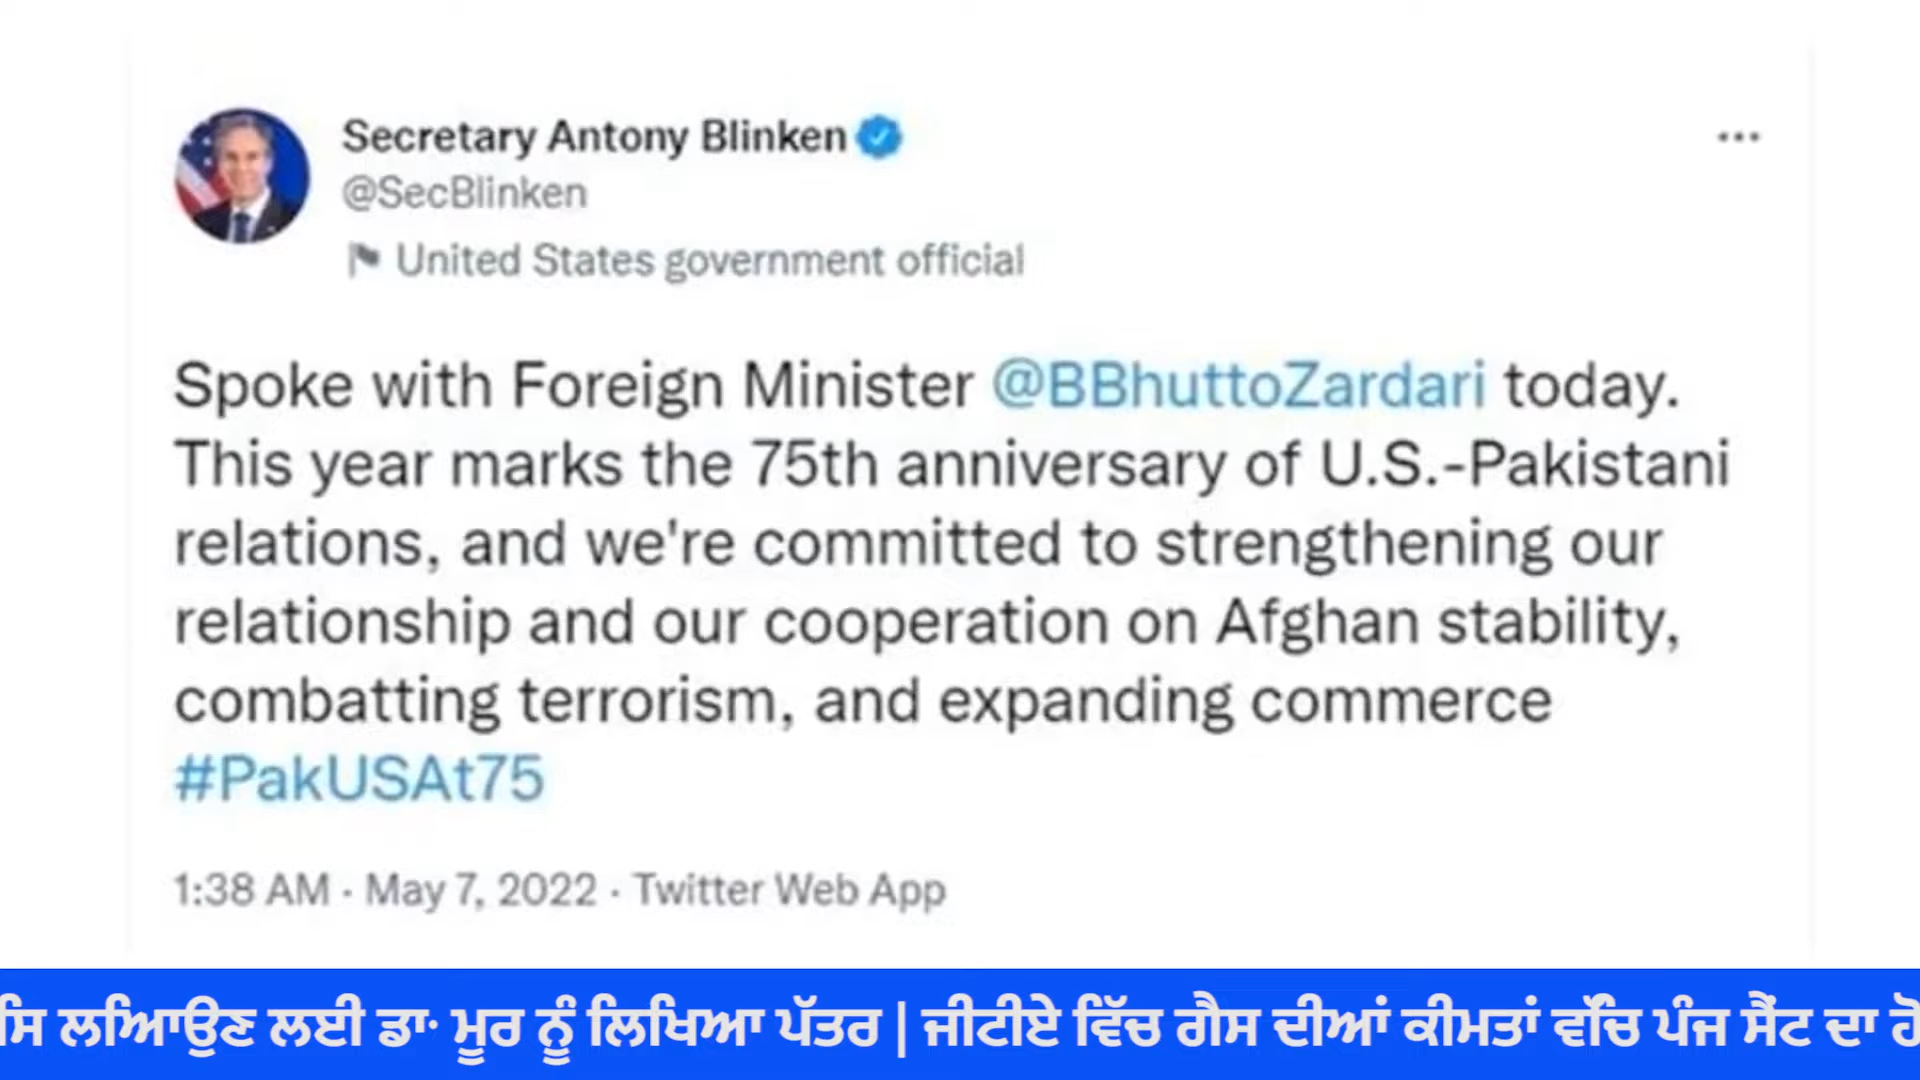 Secretary Antony Blinken
@SecBlinken
United States government official
Spoke with Foreign Minister @BBhuttoZardari today.
This year marks the 75th anniversary of U.S.-Pakistani
relations, and we're committed to strengthening our
relationship and our cooperation on Afghan stability,
combatting terrorism, and expanding commerce
#PakUSAt75
1:38 AM · May 7, 2022 · Twitter Web App
ਲਿਆਉਣ ਲਈ ਡਾ· ਮੂਰ ਨੂੰ ਲਿਖਿਆ ਪੱਤਰ | ਜੀਟੀਏ ਵਿੱਚ ਗੈਸ ਦੀਆਂ ਕੀਮਤਾਂ ਵਿੱਚ ਪੰਜ ਸੈਂਟ ਦਾ